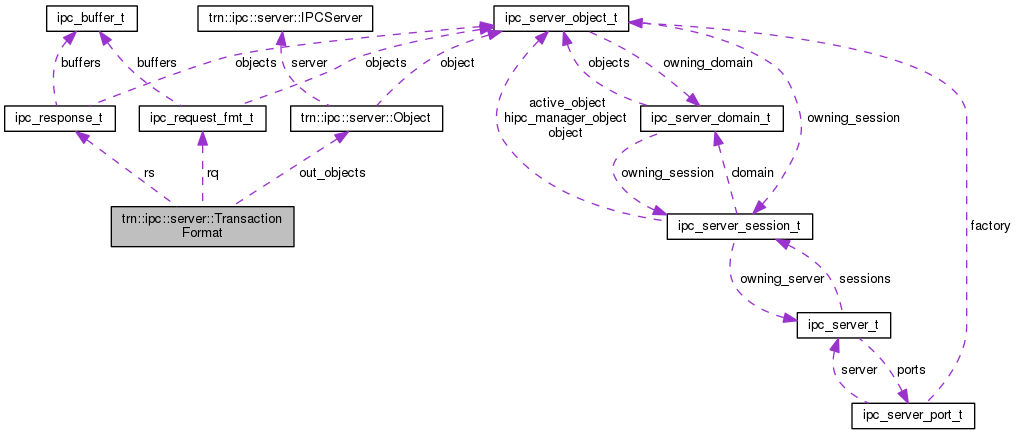 ipc_buffer_t
trn::ipc::server::IPCServer
ipc_server_object_t
buffers
buffers
objects
server
objects
object
objects
owning_domain
active_object
hipc_manager_object
object
ipc_response_t
ipc_request_fmt_t
trn::ipc::server::Object
ipc_server_domain_t
owning_session
rs
rq
out_objects
owning_session
domain
trn::ipc::server::Transaction
Format
ipc_server_session_t
factory
owning_server
sessions
ipc_server_t
server
ports
ipc_server_port_t